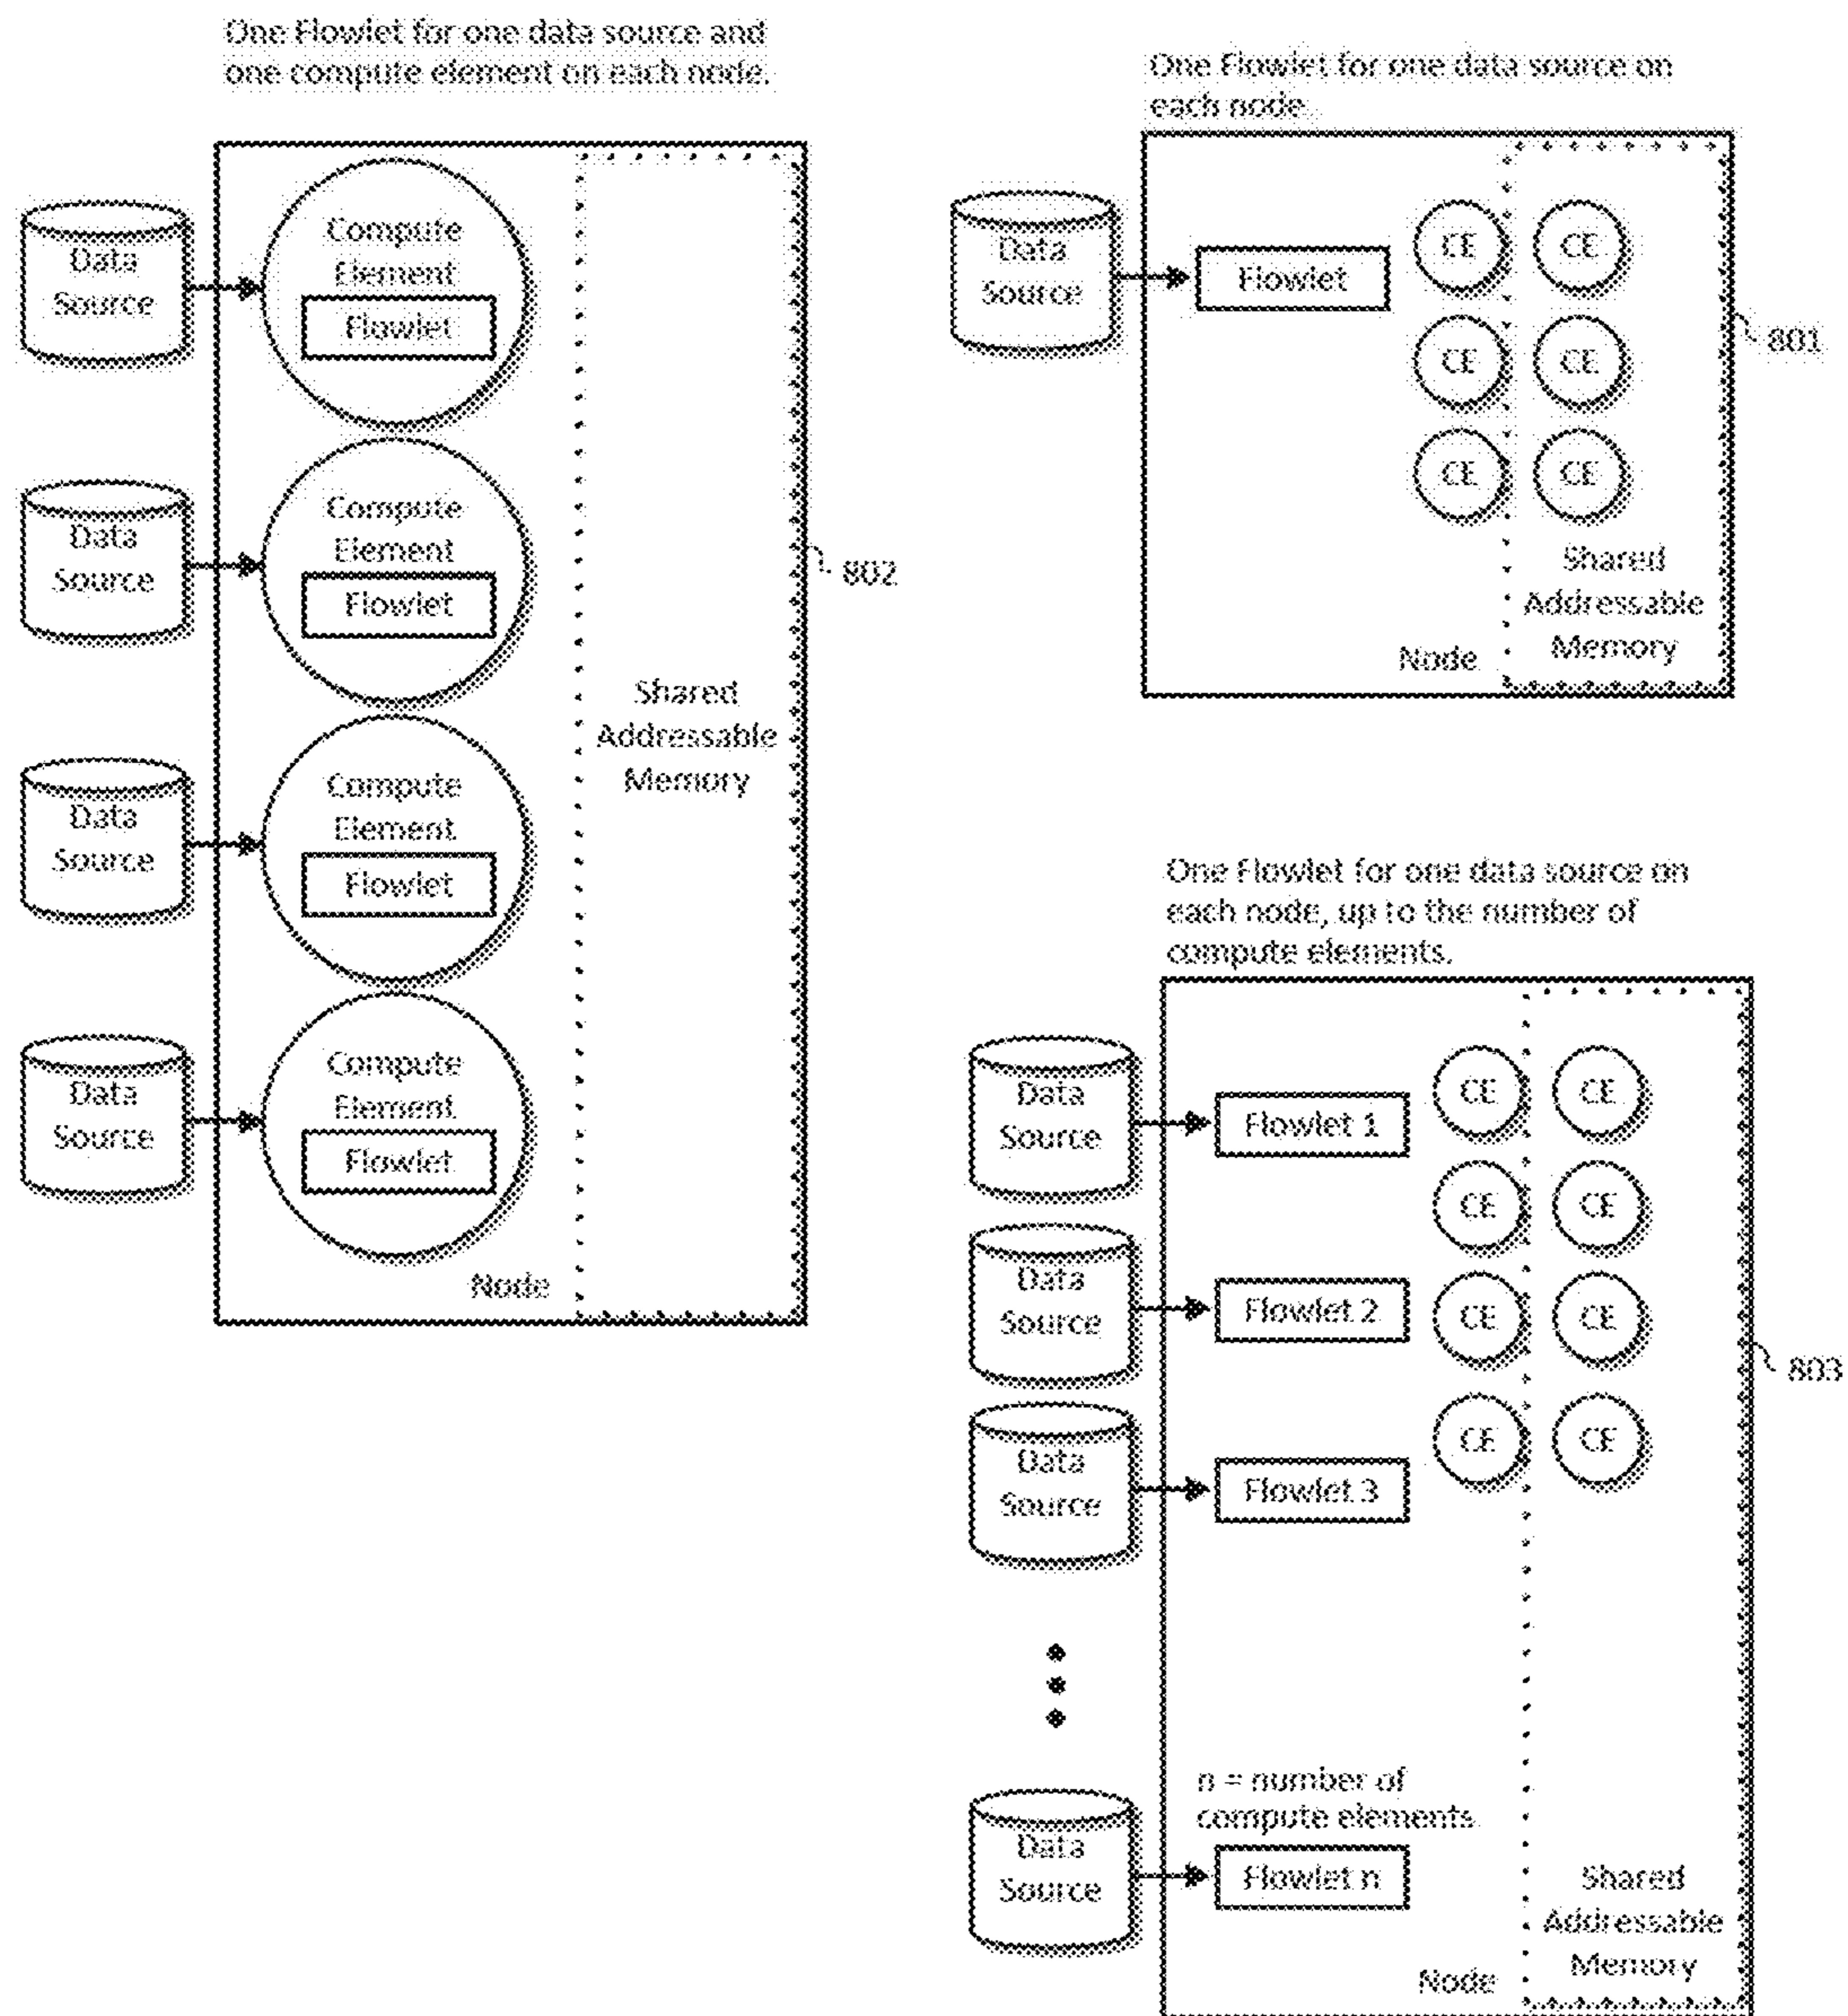 One Flowlet for one data source and
one compute element on each node.
Data
Source
Compute
Element
Flowlet
Data
Source
Compute
Element
Flowlet
Data
Source
Compute
Element
Flowlet
Data
Source
Compute
Element
Flowlet
Shared
Addressable
Memory
Node
802
One Flowlet for one data source on
each node.
Data
Source
Flowlet
CE
CE
CE
CE
CE
CE
Shared
Addressable
Memory
Node
801
One Flowlet for one data source on
each node, up to the number of
compute elements.
Data
Source
Flowlet 1
Data
Source
Flowlet 2
Data
Source
Flowlet 3
CE
CE
CE
CE
CE
CE
CE
CE
803
n = number of
compute elements
Data
Source
Flowlet n
Shared
Addressable
Memory
Node